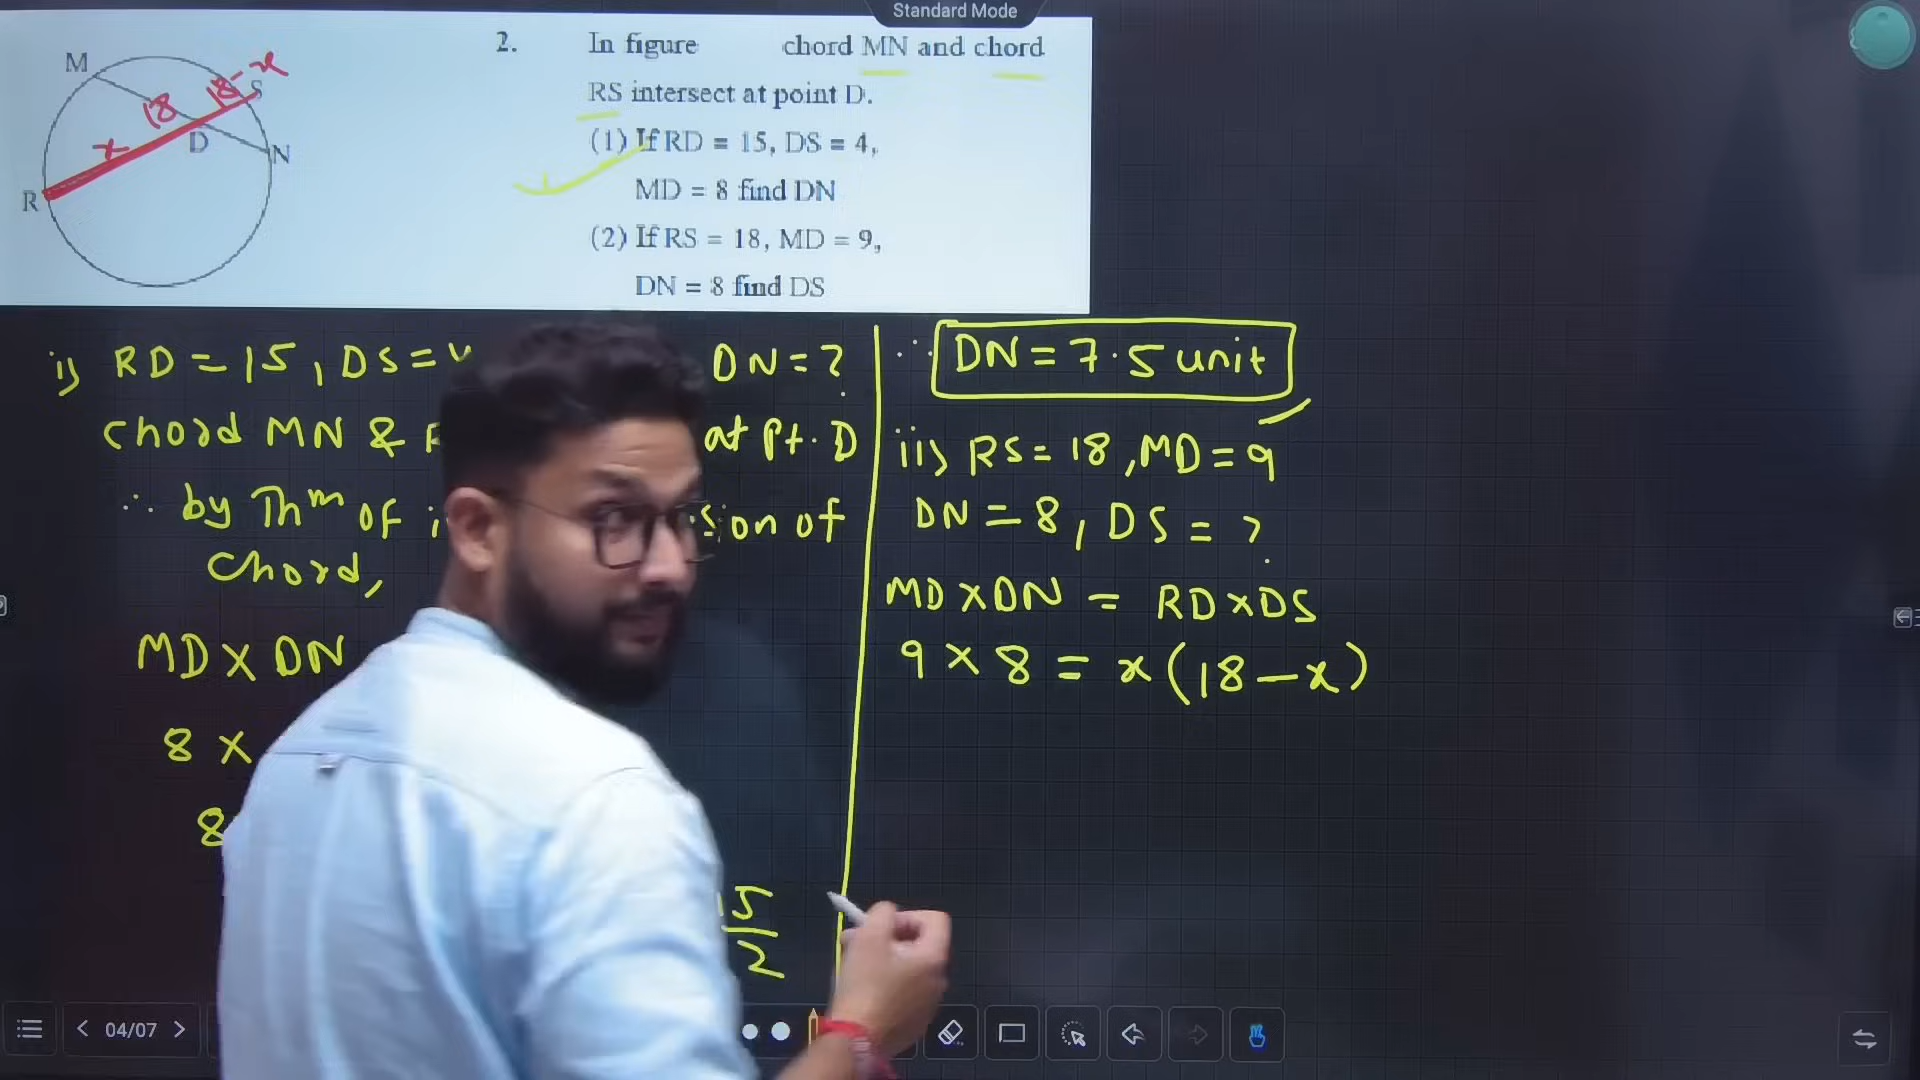 Standard Mode
M
18
18-x
S
x
D
N
R
2. In figure chord MN and chord
RS intersect at point D.
(1) If RD = 15, DS = 4,
MD = 8 find DN
(2) If RS = 18, MD = 9,
DN = 8 find DS
i) RD = 15, DS = 4 DN = ?
Chord MN & at pt. D
∴ by Thm of of
Chord,
MD × DN
8 ×
8
15
2
∴ DN = 7.5 unit
ii) RS = 18, MD = 9
DN = 8, DS = ?
MD × DN = RD × DS
9 × 8 = x(18 - x)
04/07